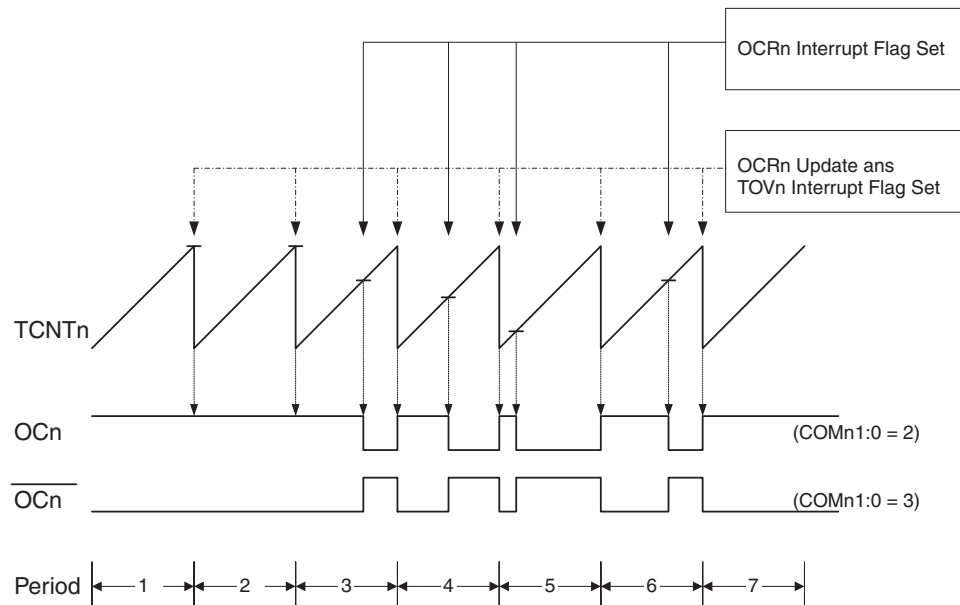 OCRn Interrupt Flag Set
OCRn Update ans
TOVn Interrupt Flag Set
TCNTn
OCn
(COMn1:0 = 2)
OCn
(COMn1:0 = 3)
Period 1 2 3 4 5 6 7